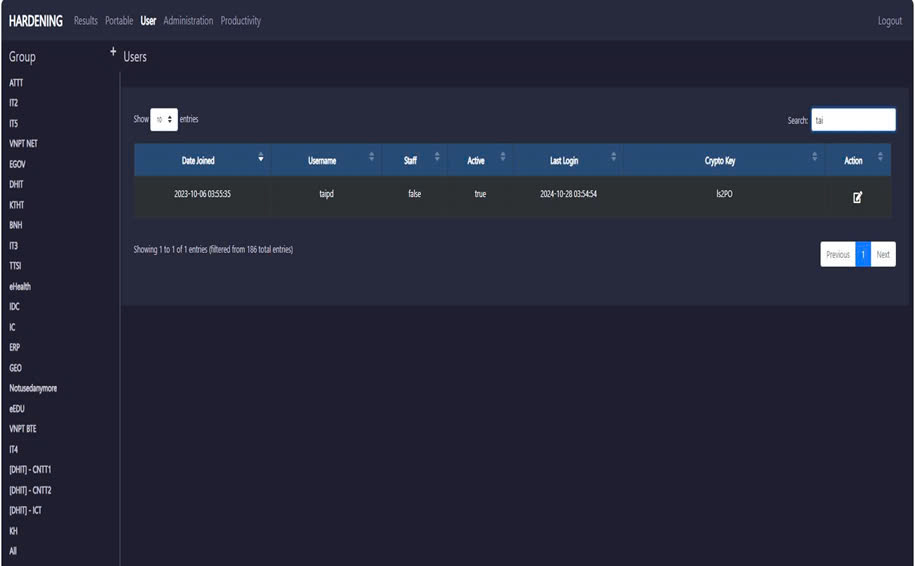 HARDENING Results Portable User Administration Productivity Logout
Group +
ATTT
IT2
IT5
VNPT NET
EGOV
DHIT
KTHT
BNH
IT3
TTSI
eHealth
IDC
IC
ERP
GEO
Notusedanymore
eEDU
VNPT BTE
IT4
[DHIT] - CNTT1
[DHIT] - CNTT2
[DHIT] - ICT
KH
All
Users
Show 10 entries Search: tai
Date Joined Username Staff Active Last Login Crypto Key Action
2023-10-06 03:55:35 taipd false true 2024-10-28 03:54:54 ls2PO
Showing 1 to 1 of 1 entries (filtered from 186 total entries)
Previous 1 Next